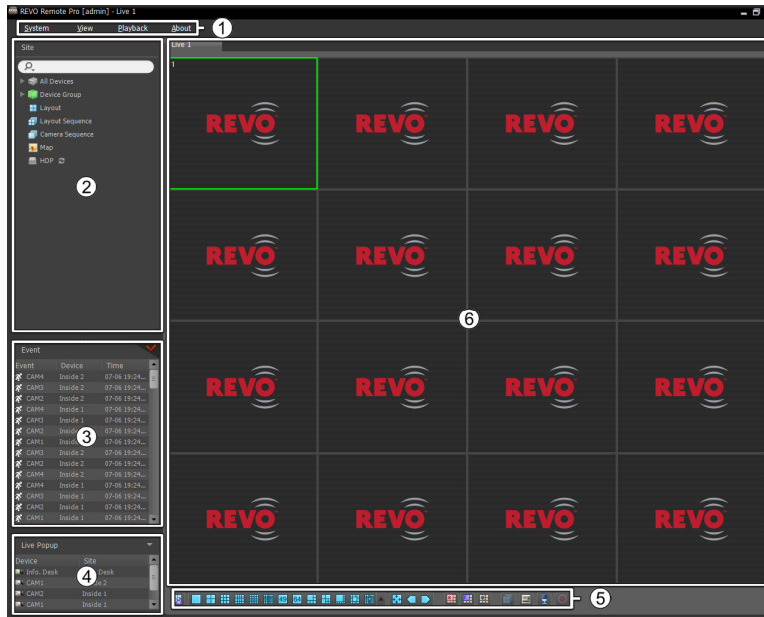 REVO Remote Pro [admin] - Live 1
System View Playback About
1
Site
All Devices
Device Group
Layout
Layout Sequence
Camera Sequence
Map
HDP
2
Event
Event Device Time
CAM4 Inside 2 07-06 19:24...
CAM3 Inside 2 07-06 19:24...
CAM2 Inside 2 07-06 19:24...
CAM4 Inside 1 07-06 19:24...
CAM3 Inside 1 07-06 19:24...
CAM2 Inside 1 07-06 19:24...
CAM1 07-06 19:24...
CAM3 Inside 2 07-06 19:24...
CAM2 Inside 2 07-06 19:24...
CAM4 Inside 2 07-06 19:24...
CAM4 Inside 1 07-06 19:24...
CAM3 Inside 1 07-06 19:24...
CAM2 Inside 1 07-06 19:24...
CAM1 Inside 1 07-06 19:24...
3
Live Popup
Device Site
Info. Desk Desk
CAM1 2
CAM2 Inside 1
CAM1 Inside 1
4
Live 1
1
REVO REVO REVO REVO
REVO REVO REVO REVO
6
REVO REVO REVO REVO
REVO REVO REVO REVO
49 64
5